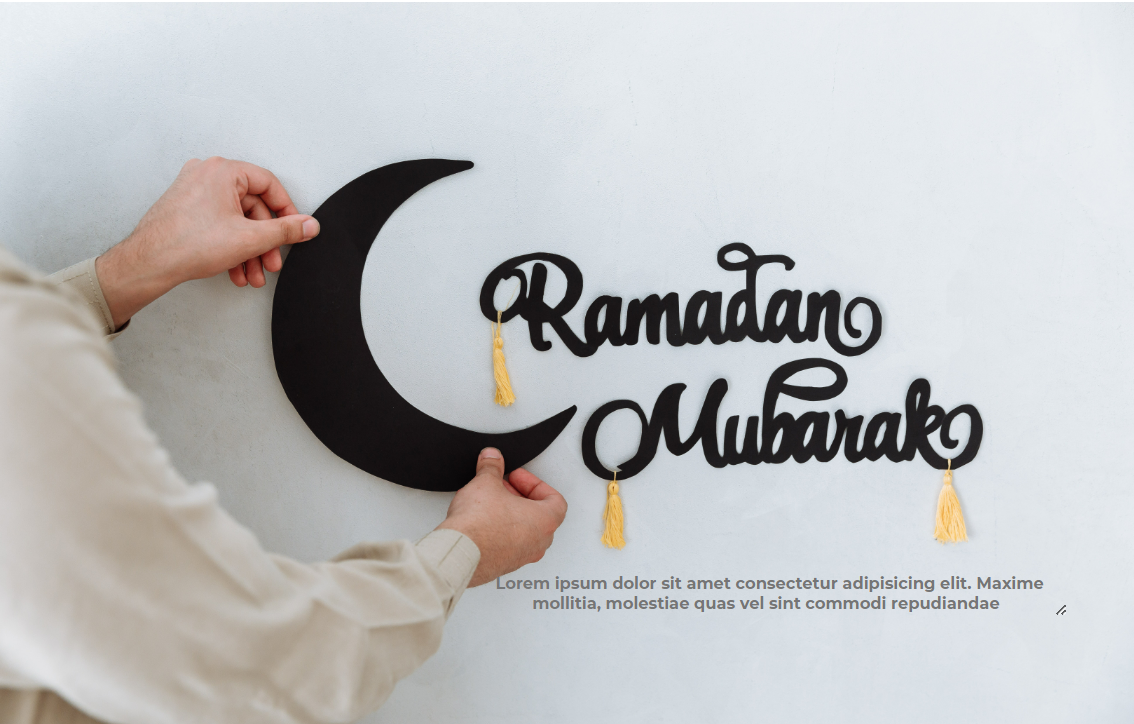 Ramadan
Mubarak
Lorem ipsum dolor sit amet consectetur adipisicing elit. Maxime
mollitia, molestiae quas vel sint commodi repudiandae